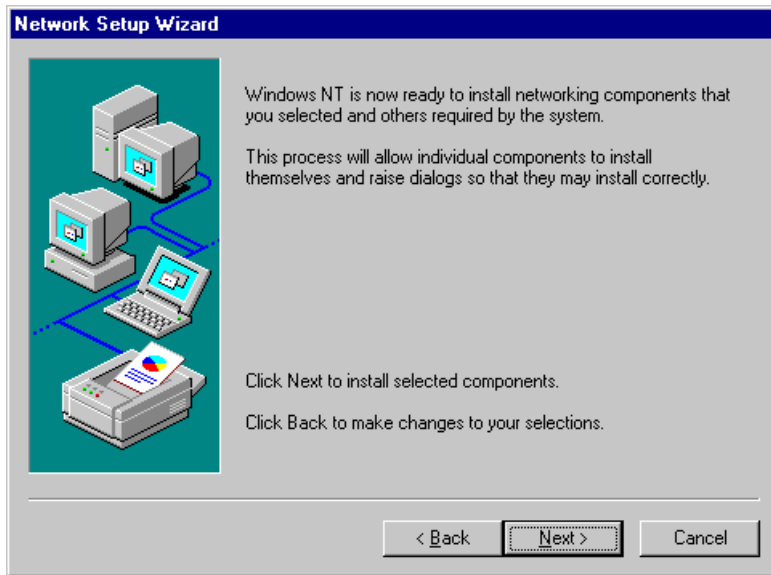 Network Setup Wizard
Windows NT is now ready to install networking components that
you selected and others required by the system.
This process will allow individual components to install
themselves and raise dialogs so that they may install correctly.
Click Next to install selected components.
Click Back to make changes to your selections.
< Back
Next >
Cancel